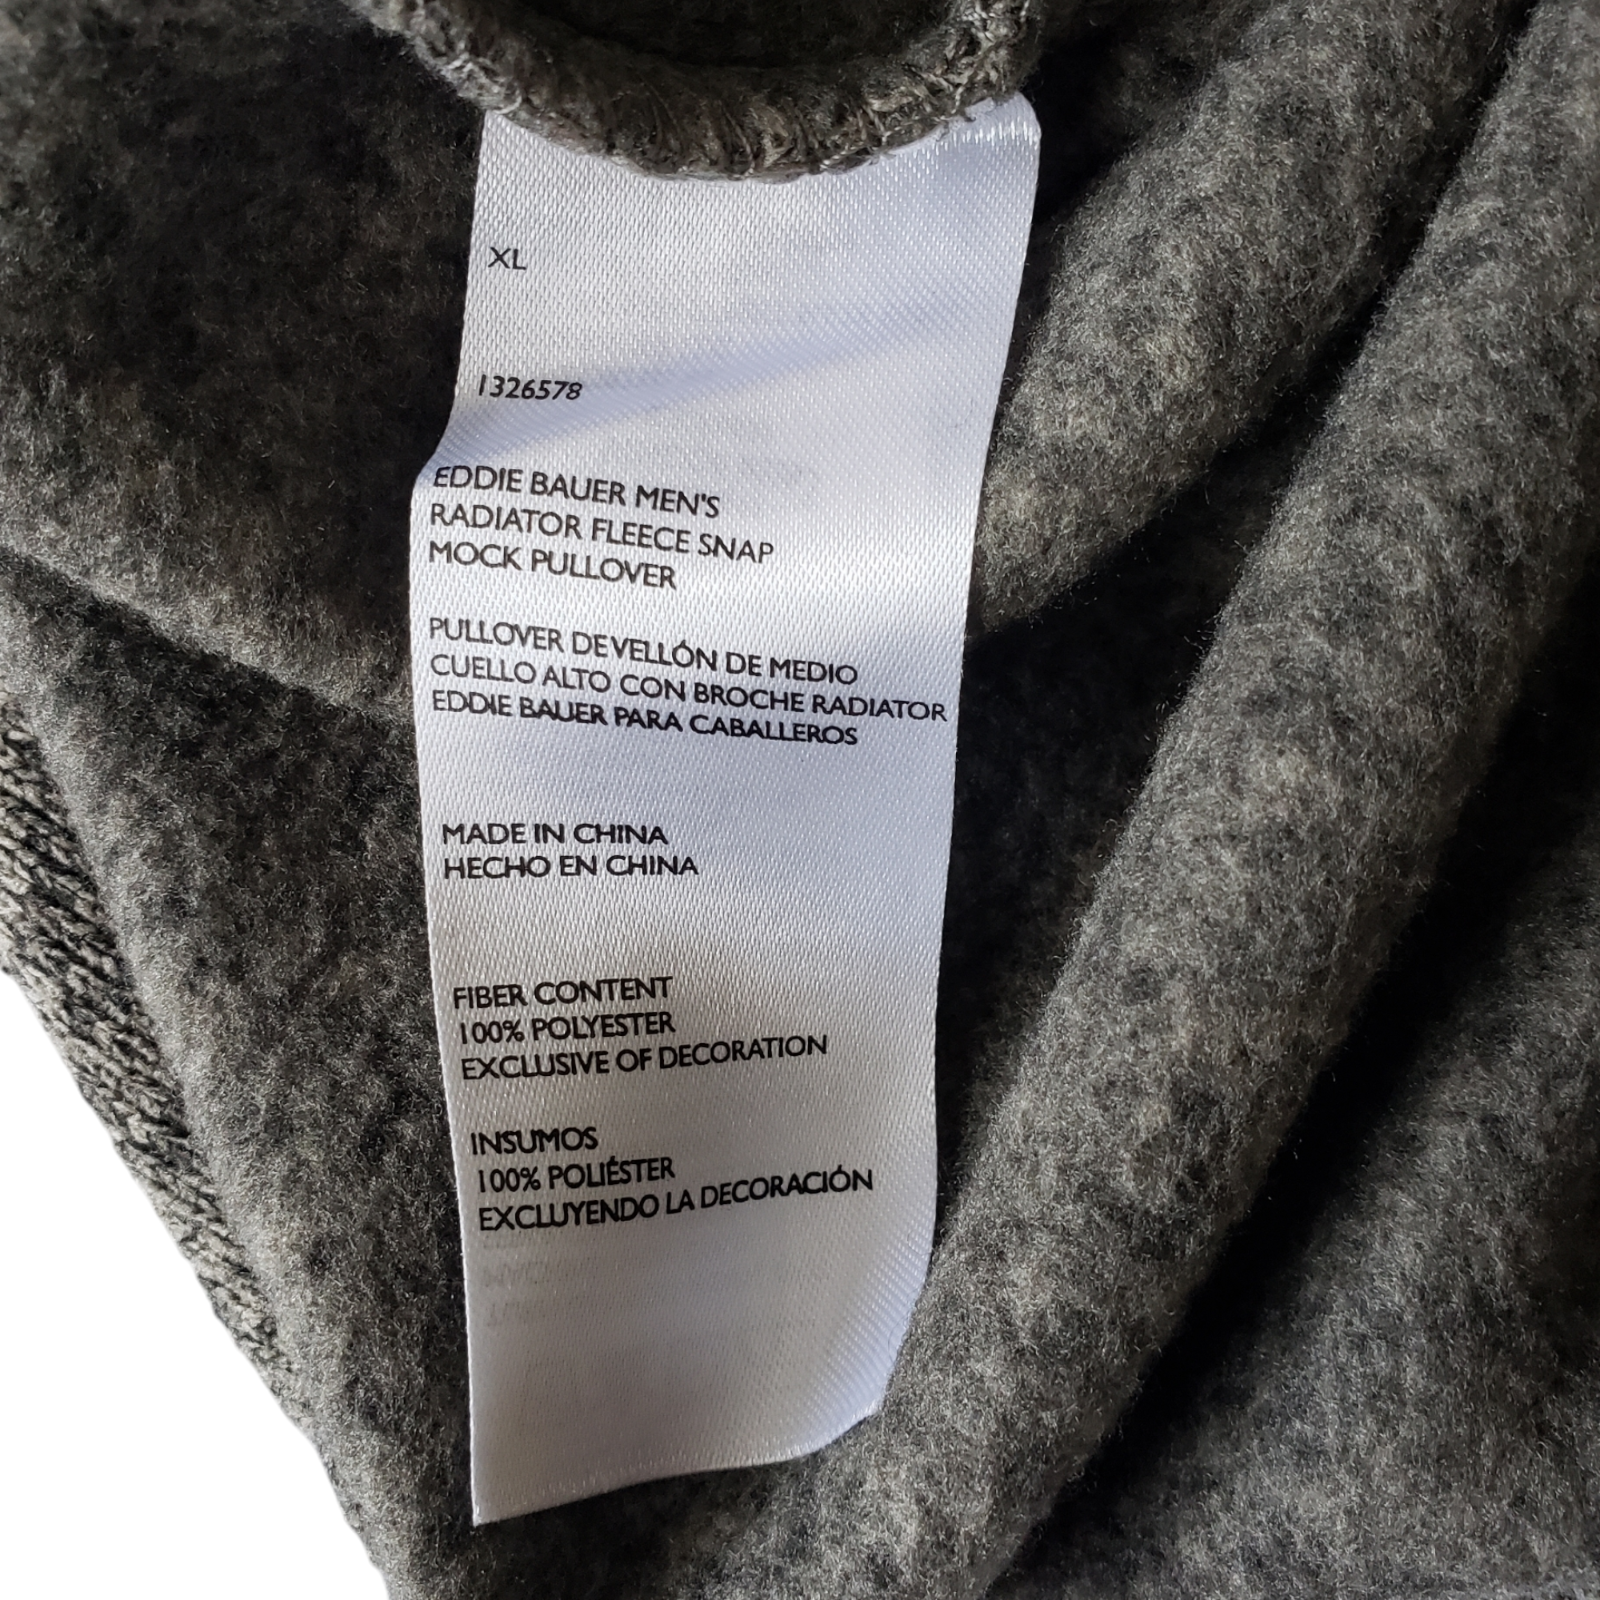 XL
1326578
EDDIE BAUER MEN'S
RADIATOR FLEECE SNAP
MOCK PULLOVER
PULLOVER DE VELLÓN DE MEDIO
CUELLO ALTO CON BROCHE RADIATOR
EDDIE BAUER PARA CABALLEROS
MADE IN CHINA
HECHO EN CHINA
FIBER CONTENT
100% POLYESTER
EXCLUSIVE OF DECORATION
INSUMOS
100% POLIÉSTER
EXCLUYENDO LA DECORACIÓN